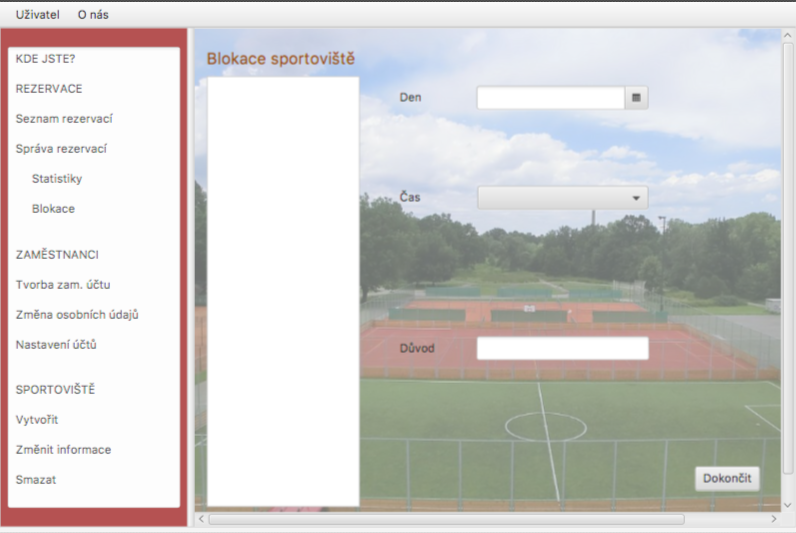 Uživatel O nás
KDE JSTE?
REZERVACE
Seznam rezervací
Správa rezervací
Statistiky
Blokace
ZAMĚSTNANCI
Tvorba zam. účtu
Změna osobních údajů
Nastavení účtů
SPORTOVIŠTĚ
Vytvořit
Změnit informace
Smazat
Blokace sportoviště
Den
Čas
Důvod
Dokončit